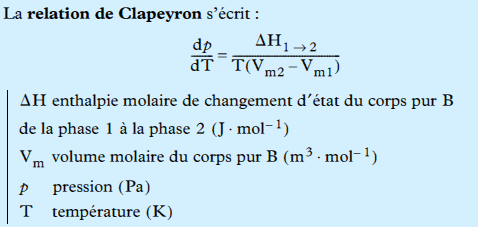 La relation de Clapeyron s'écrit :
dp/dT = ΔH₁→₂/T(Vₘ₂ − Vₘ₁)
ΔH enthalpie molaire de changement d'état du corps pur B
de la phase 1 à la phase 2 (J · mol⁻¹)
Vₘ volume molaire du corps pur B (m³ · mol⁻¹)
p pression (Pa)
T température (K)